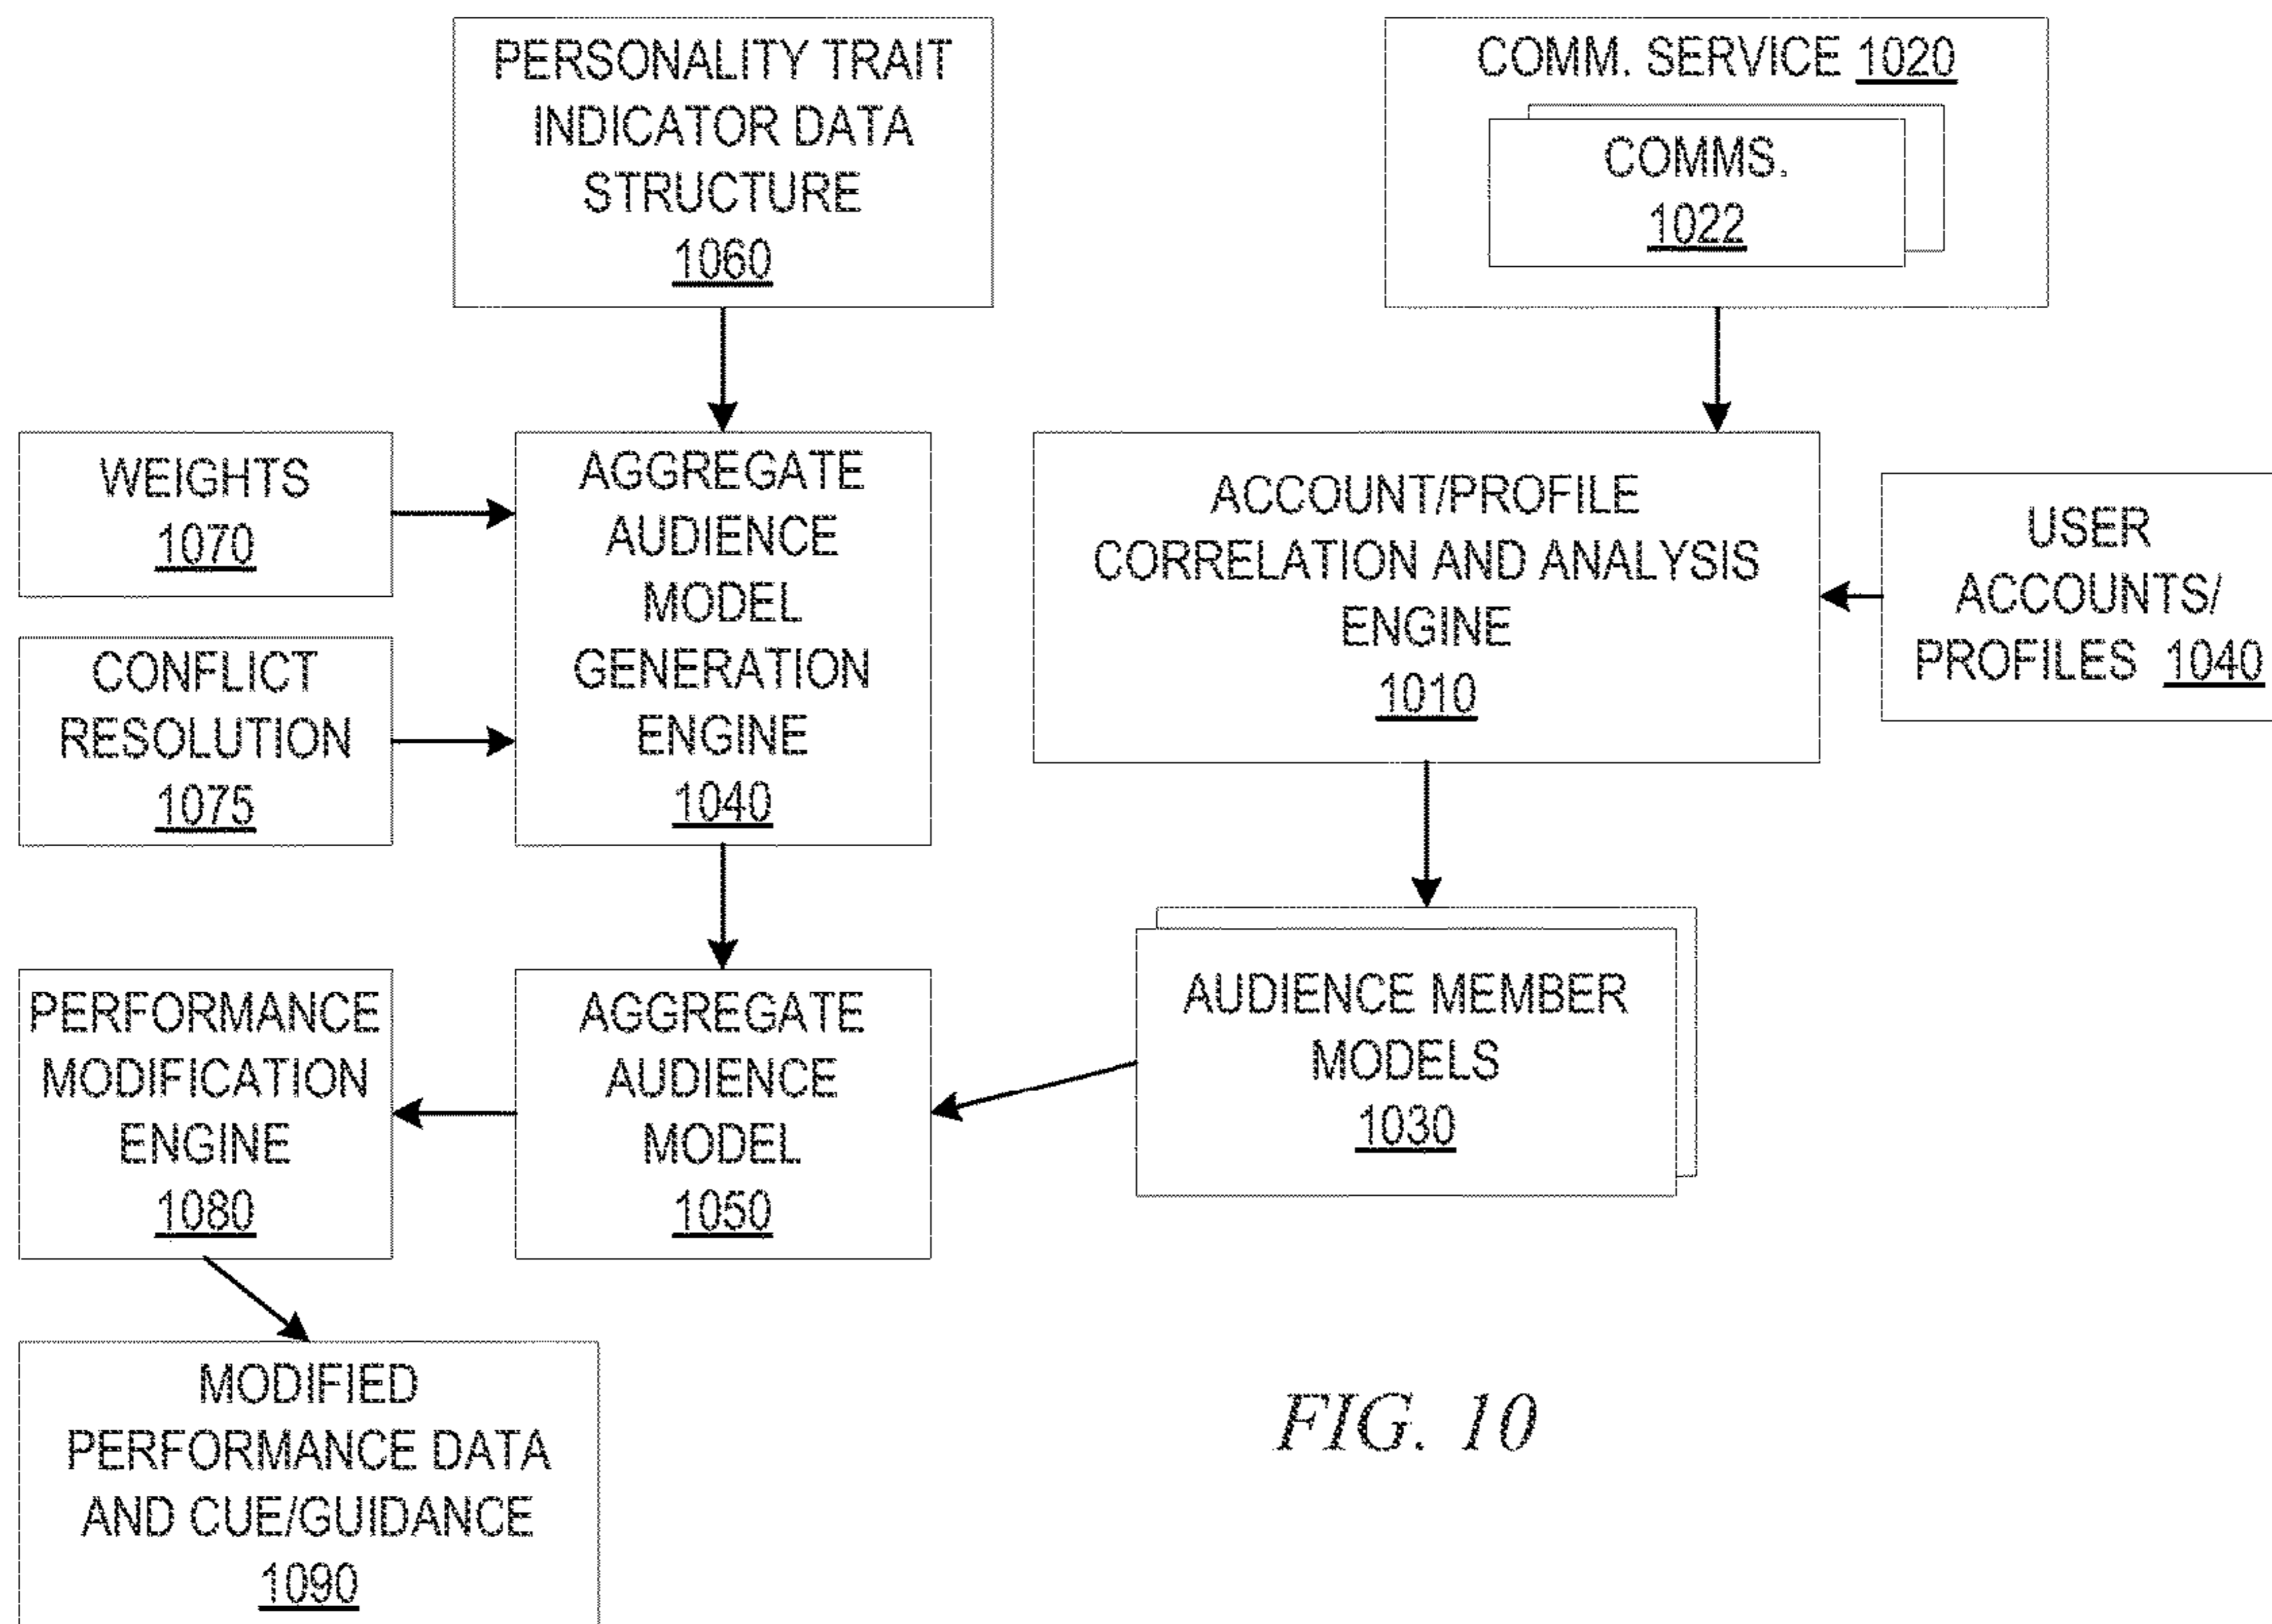 PERSONALITY TRAIT
INDICATOR DATA
STRUCTURE
1060
COMM. SERVICE 1020
COMMS.
1022
WEIGHTS
1070
CONFLICT
RESOLUTION
1075
AGGREGATE
AUDIENCE
MODEL
GENERATION
ENGINE
1040
ACCOUNT/PROFILE
CORRELATION AND ANALYSIS
ENGINE
1010
USER
ACCOUNTS/
PROFILES 1040
PERFORMANCE
MODIFICATION
ENGINE
1080
AGGREGATE
AUDIENCE
MODEL
1050
AUDIENCE MEMBER
MODELS
1030
MODIFIED
PERFORMANCE DATA
AND CUE/GUIDANCE
1090
FIG. 10